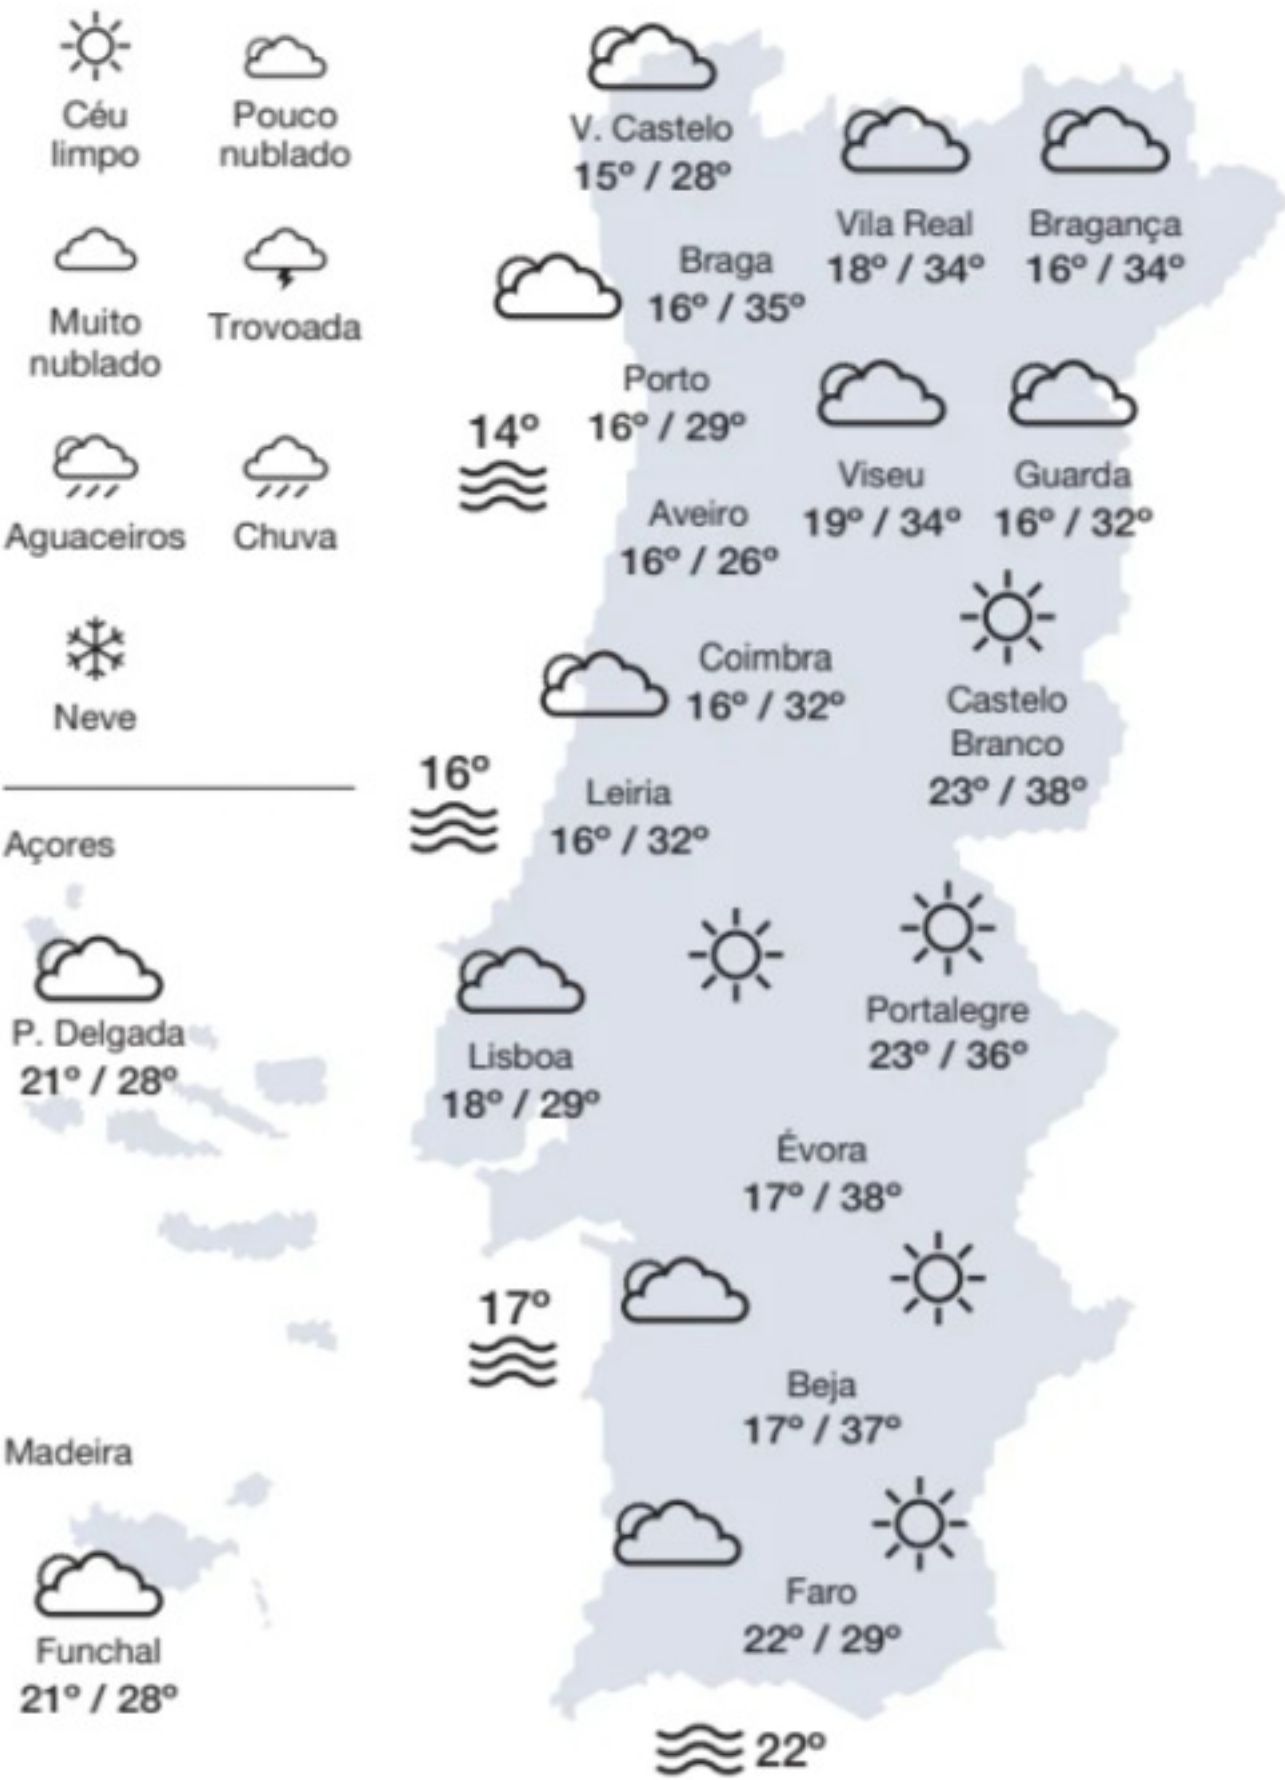 Céu
limpo
Pouco
nublado
Muito
nublado
Trovoada
Aguaceiros
Chuva
Neve
Açores
P. Delgada
21º / 28º
Madeira
Funchal
21º / 28º
V. Castelo
15º / 28º
Vila Real
18º / 34º
Bragança
16º / 34º
Braga
16º / 35º
Porto
16º / 29º
14º
Viseu
19º / 34º
Guarda
16º / 32º
Aveiro
16º / 26º
Coimbra
16º / 32º
Castelo
Branco
23º / 38º
16º
Leiria
16º / 32º
Lisboa
18º / 29º
Portalegre
23º / 36º
Évora
17º / 38º
17º
Beja
17º / 37º
Faro
22º / 29º
22º